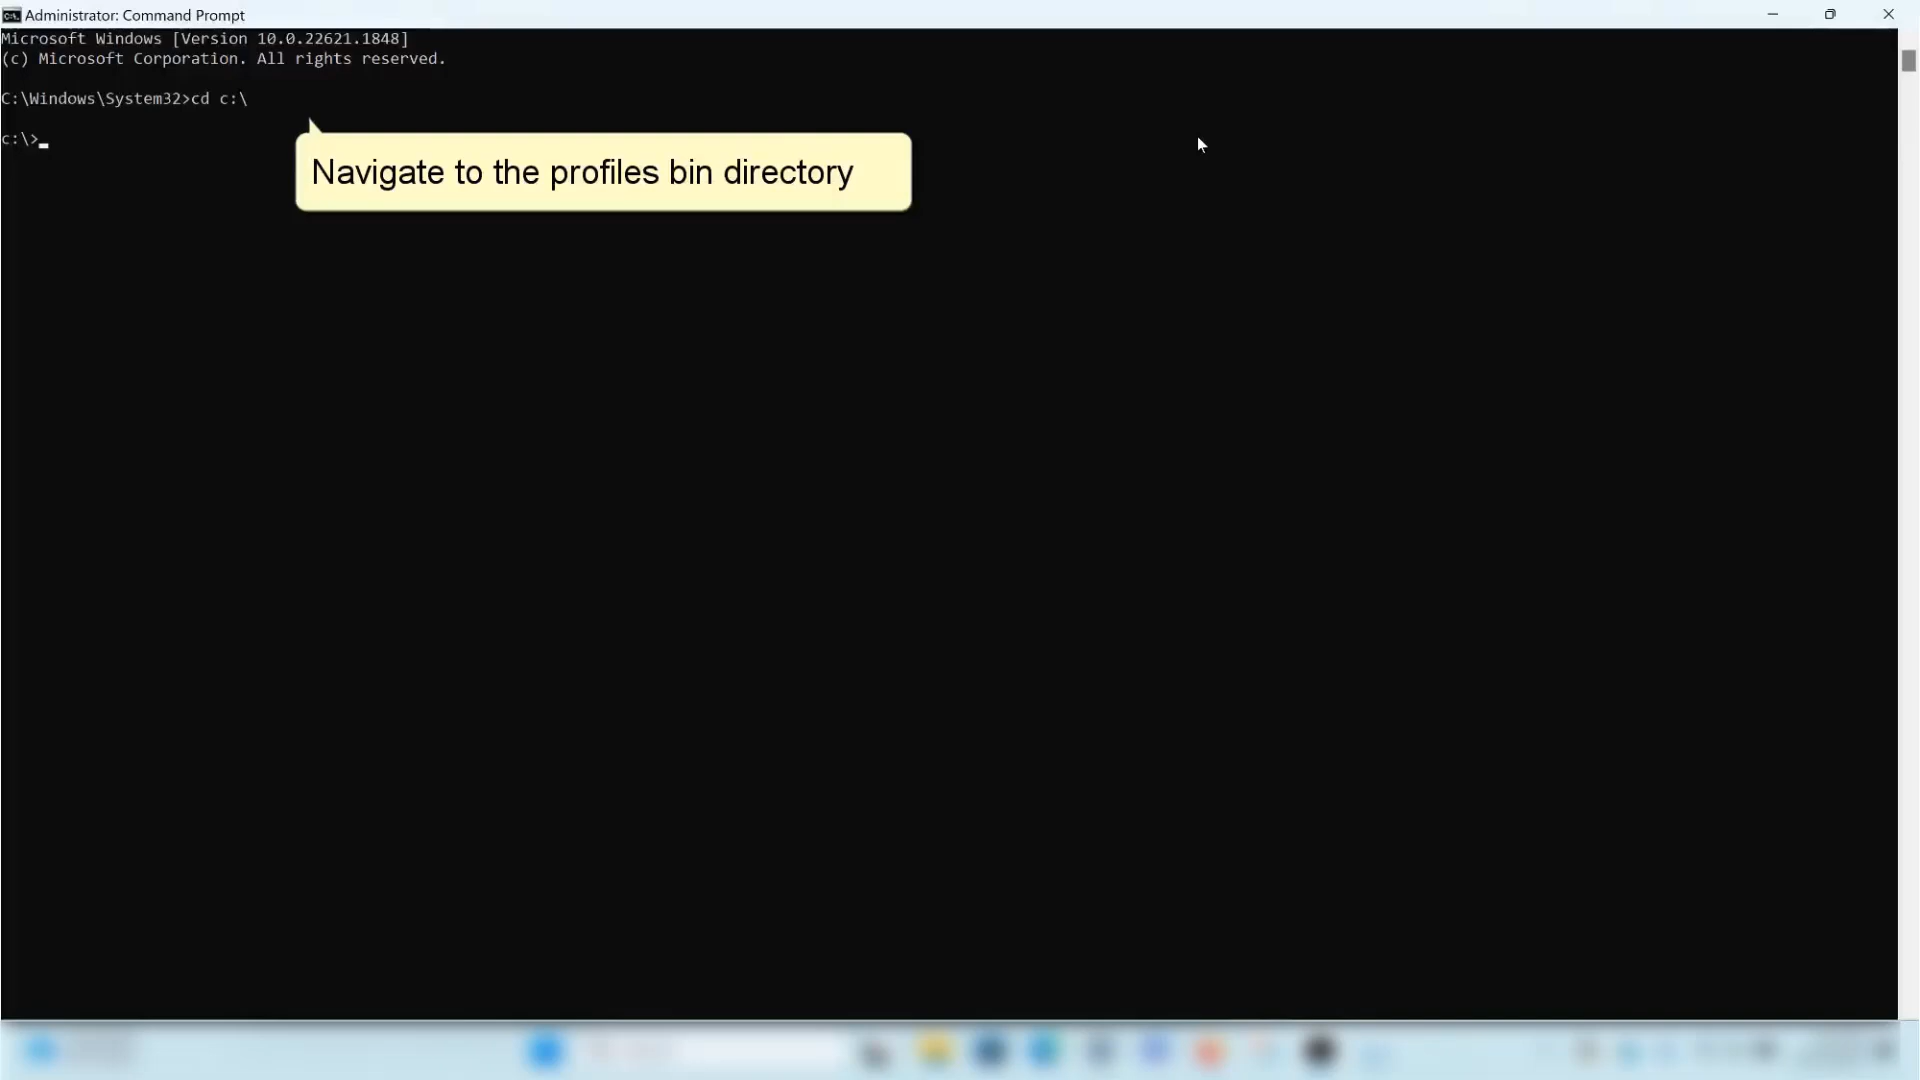 Administrator: Command Prompt
Microsoft Windows [Version 10.0.22621.1848]
(c) Microsoft Corporation. All rights reserved.
C:\Windows\System32>cd c:\
c:\>
Navigate to the profiles bin directory